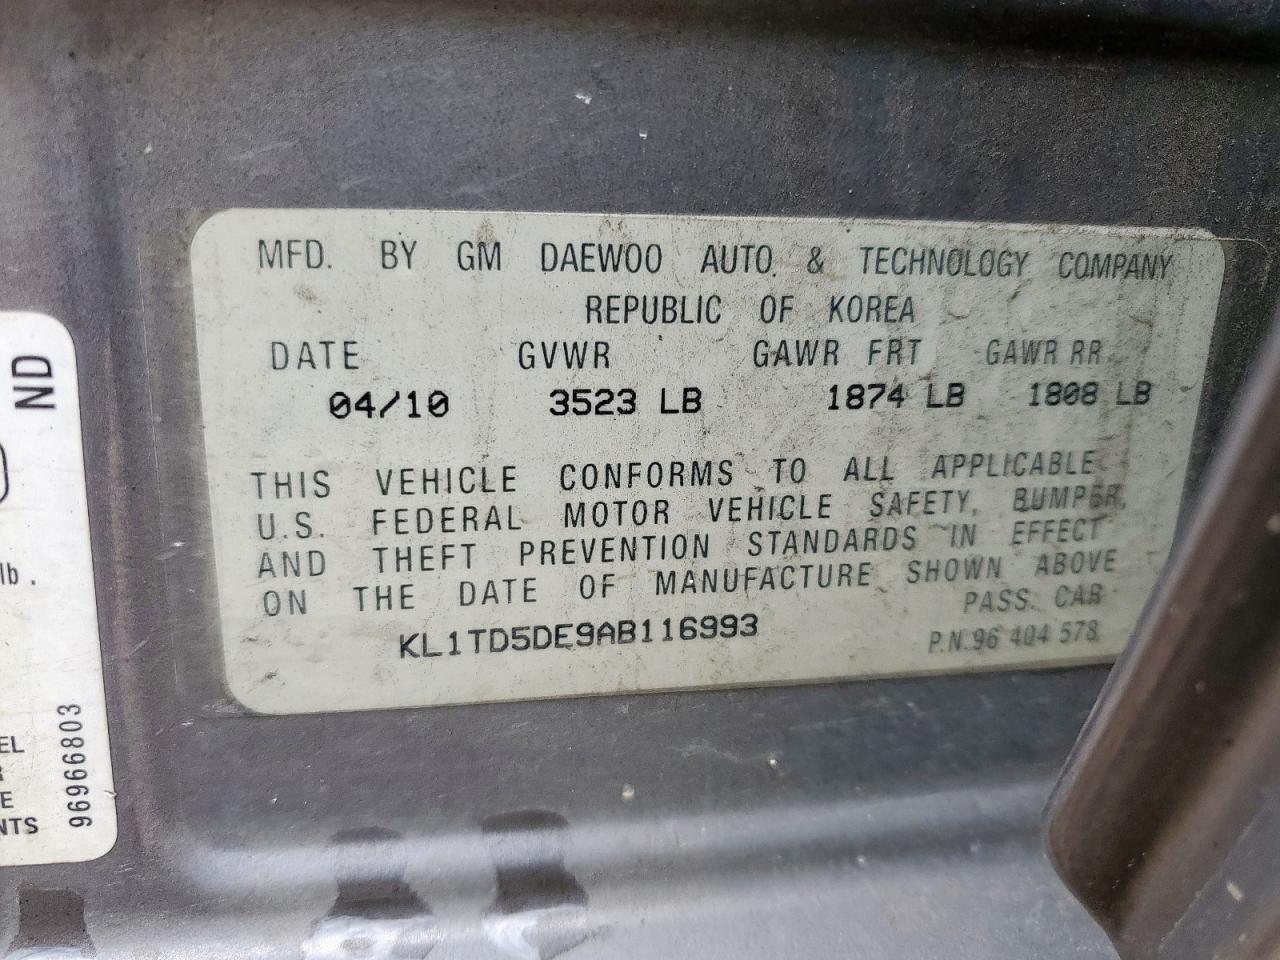 MFD. BY GM DAEWOO AUTO. & TECHNOLOGY COMPANY
REPUBLIC OF KOREA
DATE GVWR GAWR FRT GAWR RR
04/10 3523 LB 1874 LB 1808 LB
THIS VEHICLE CONFORMS TO ALL APPLICABLE
U.S. FEDERAL MOTOR VEHICLE SAFETY, BUMPER,
AND THEFT PREVENTION STANDARDS IN EFFECT
ON THE DATE OF MANUFACTURE SHOWN ABOVE
PASS. CAR
KL1TD5DE9AB116993
P.N.96 404 578
ND
lb.
EL
R
E
NTS
96966803